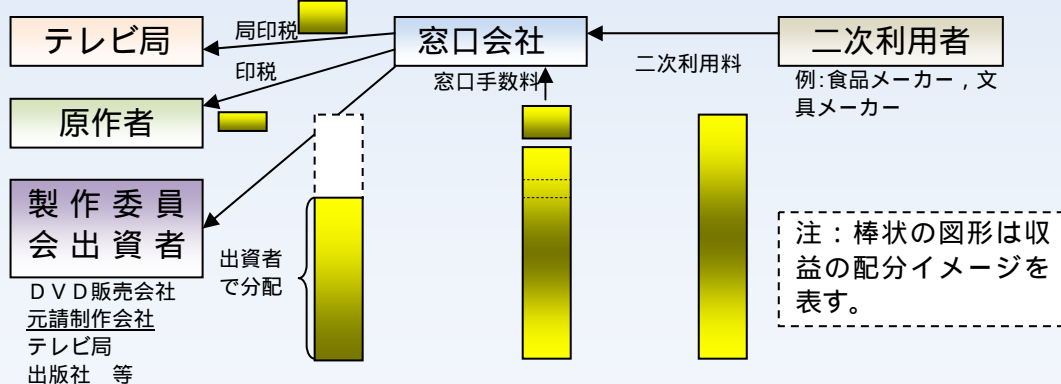 テレビ局
局印税
窓口会社
二次利用者
印税
窓口手数料
二次利用料
例:食品メーカー，文
具メーカー
原作者
製作委員
会出資者
出資者
で分配
ＤＶＤ販売会社
元請制作会社
テレビ局
出版社　等
注：棒状の図形は収
益の配分イメージを
表す。